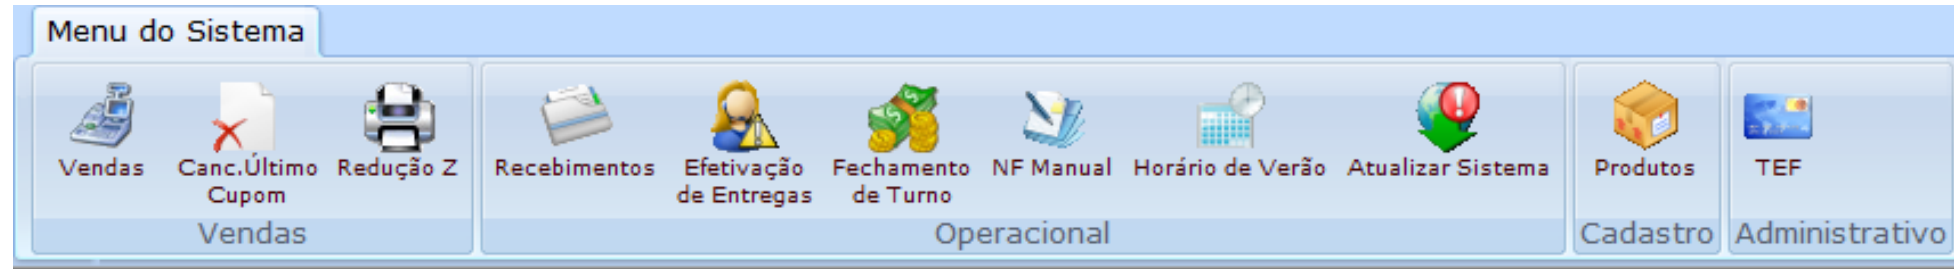 Menu do Sistema
Vendas
Canc.Último
Cupom
Redução Z
Vendas
Recebimentos
Efetivação
de Entregas
Fechamento
de Turno
NF Manual
Horário de Verão
Atualizar Sistema
Operacional
Produtos
Cadastro
TEF
Administrativo